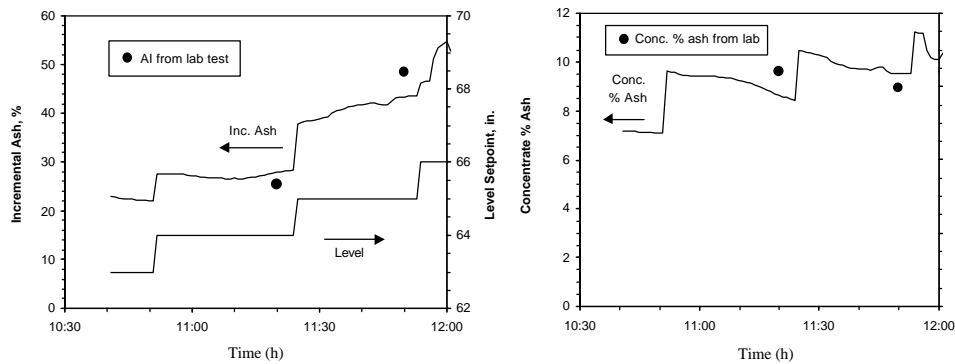 60
50
40
30
20
10
0
Incremental Ash, %
AI from lab test
Inc. Ash
Level
70
68
66
64
62
Level Setpoint, in.
10:30
11:00
11:30
12:00
Time (h)
12
10
8
6
4
2
0
Concentrate % Ash
Conc. % ash from lab
Conc.
% Ash
10:30
11:00
11:30
12:00
Time (h)